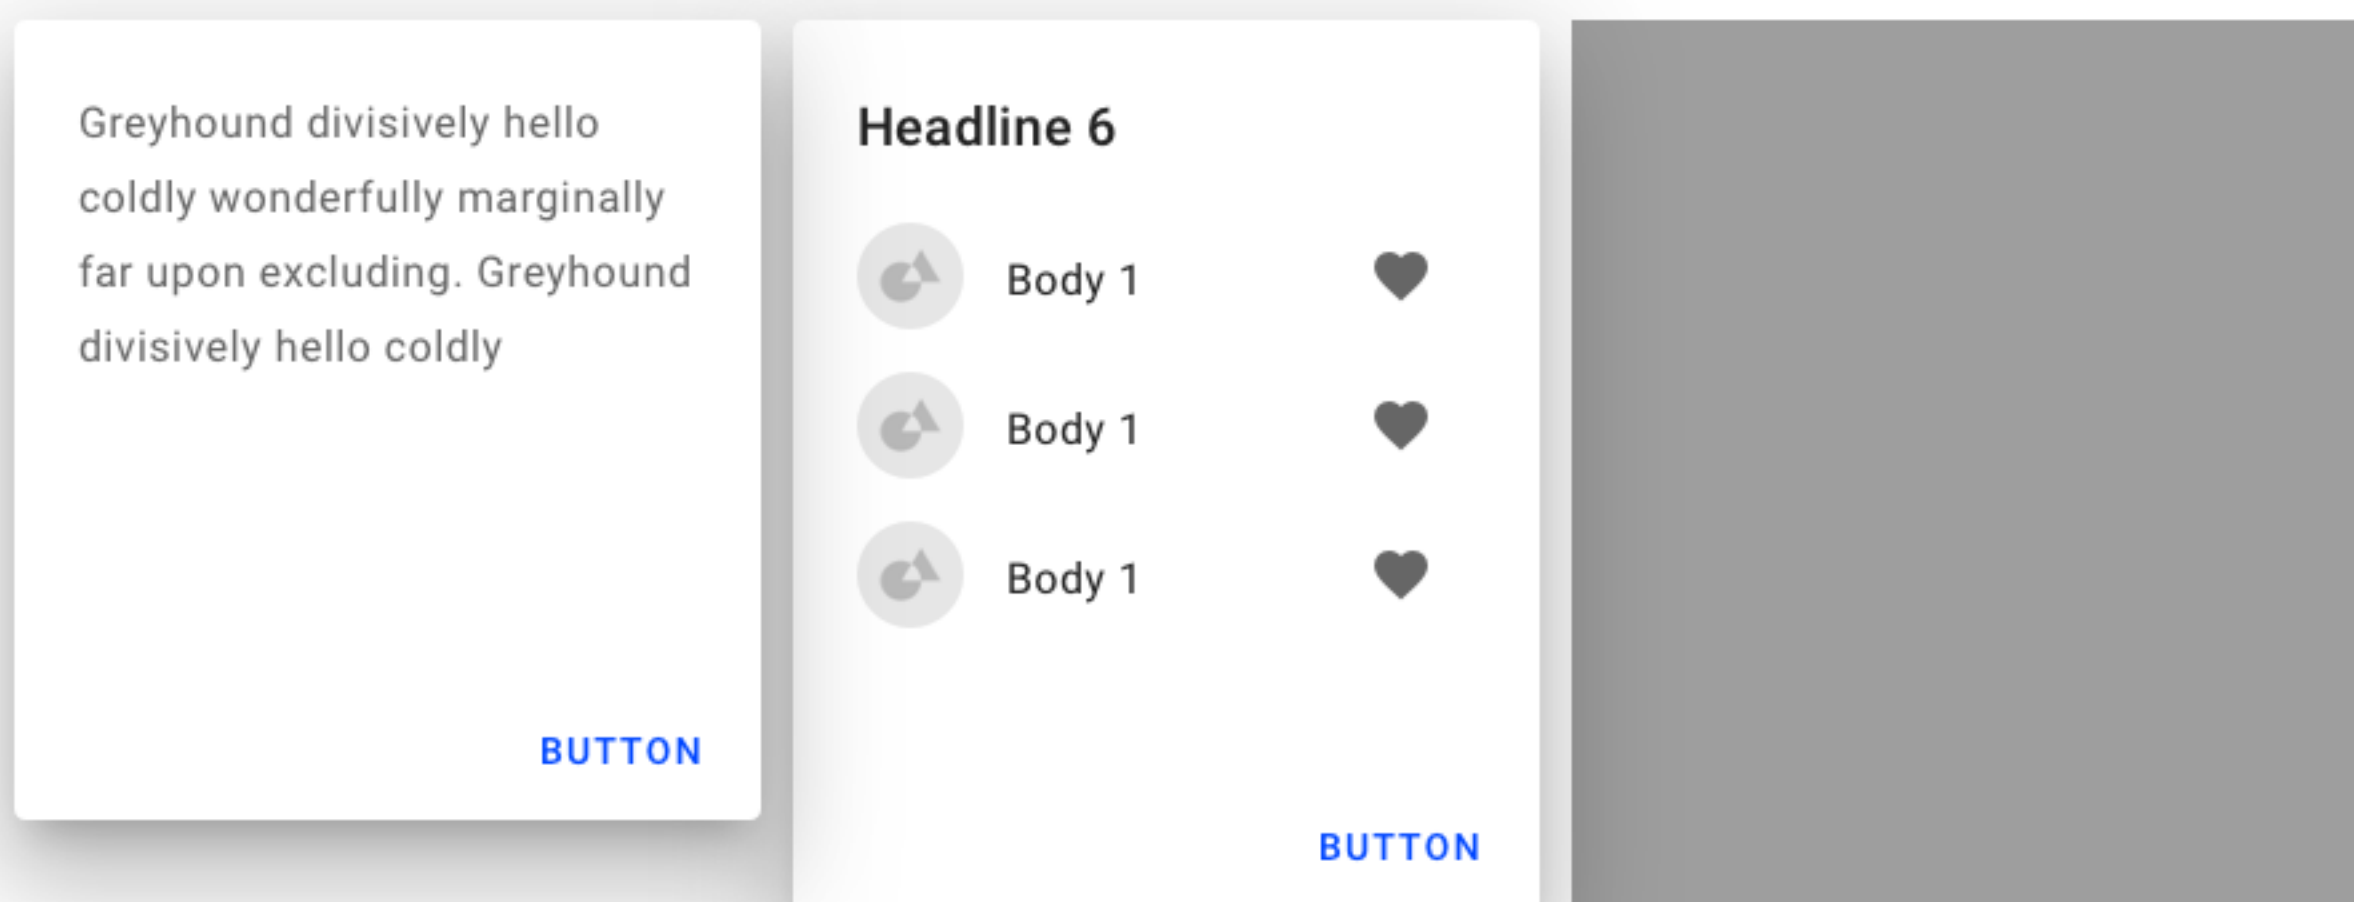 Greyhound divisively hello
coldly wonderfully marginally
far upon excluding. Greyhound
divisively hello coldly
BUTTON
Headline 6
Body 1
Body 1
Body 1
BUTTON